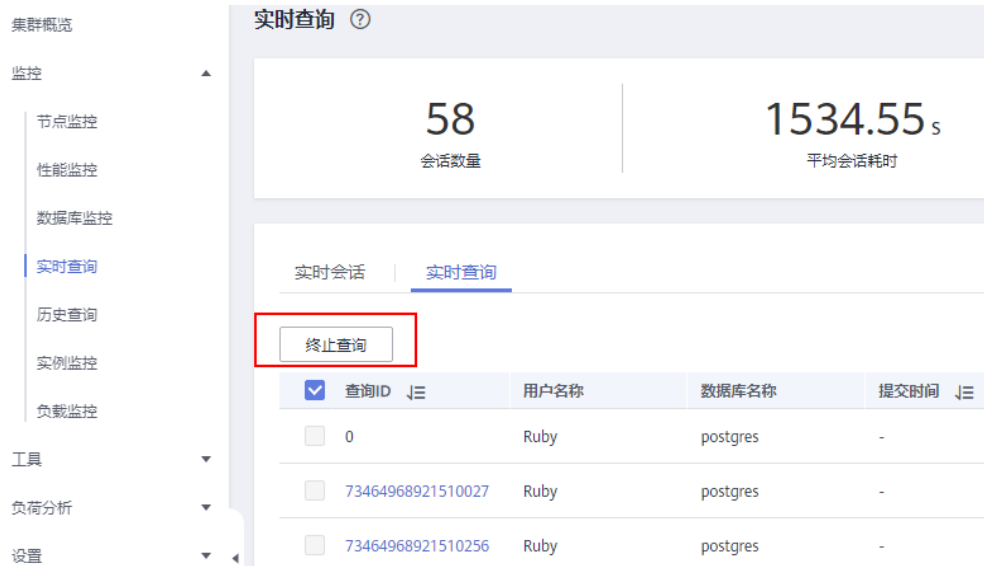 集群概览
监控
节点监控
性能监控
数据库监控
实时查询
历史查询
实例监控
负载监控
工具
负荷分析
设置
实时查询 ?
58
会话数量
1534.55 s
平均会话耗时
实时会话 实时查询
终止查询
查询ID 用户名称 数据库名称 提交时间
0 Ruby postgres -
73464968921510027 Ruby postgres -
73464968921510256 Ruby postgres -